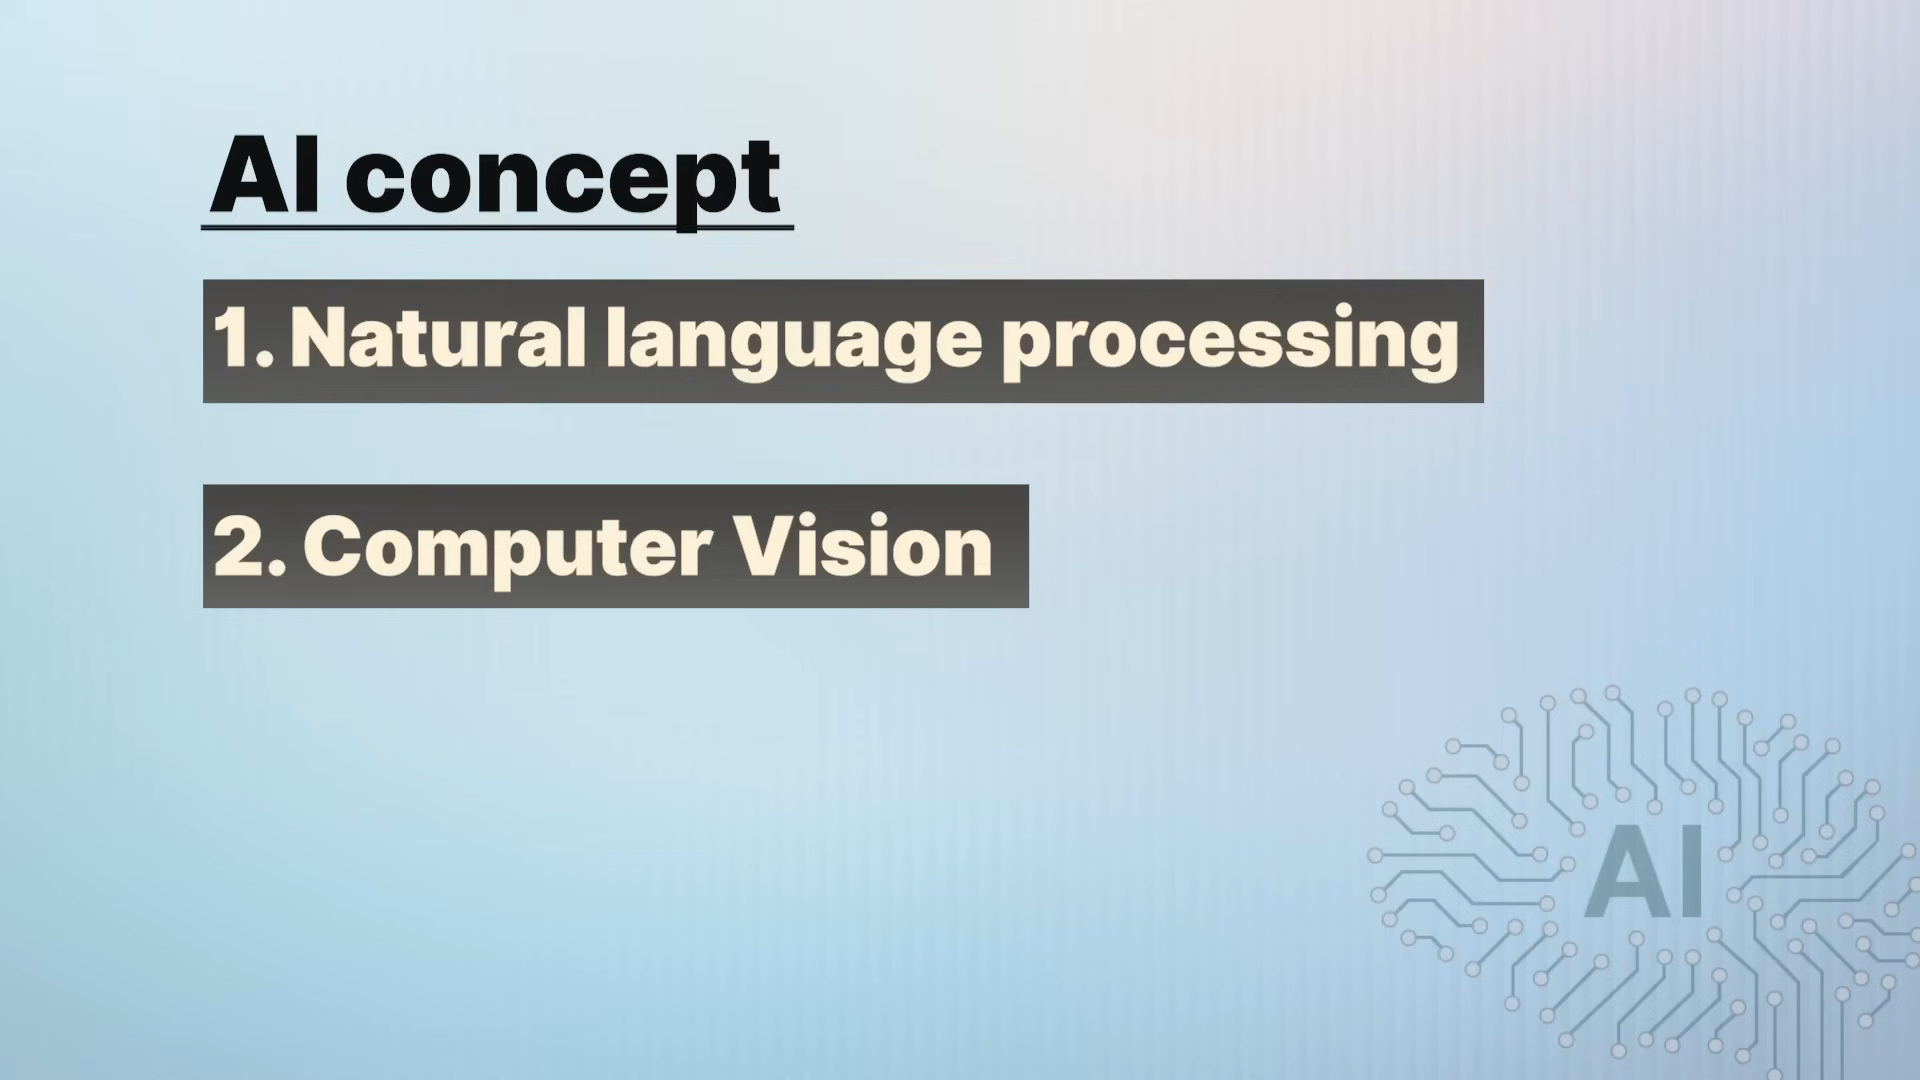 AI concept
1. Natural language processing
2. Computer Vision
AI